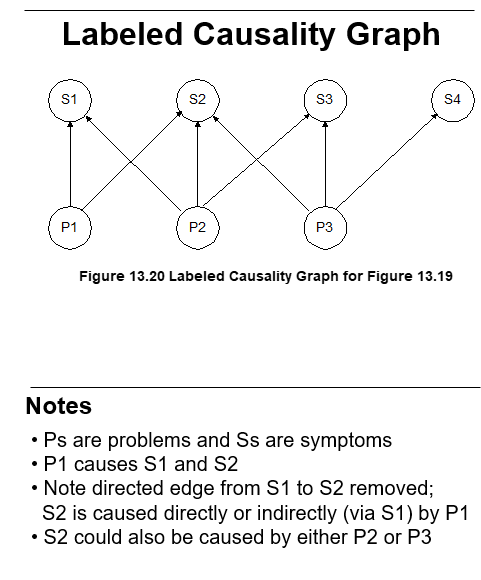 Labeled Causality Graph
S1 S2 S3 S4
P1 P2 P3
Figure 13.20 Labeled Causality Graph for Figure 13.19
Notes
• Ps are problems and Ss are symptoms
• P1 causes S1 and S2
• Note directed edge from S1 to S2 removed;
S2 is caused directly or indirectly (via S1) by P1
• S2 could also be caused by either P2 or P3